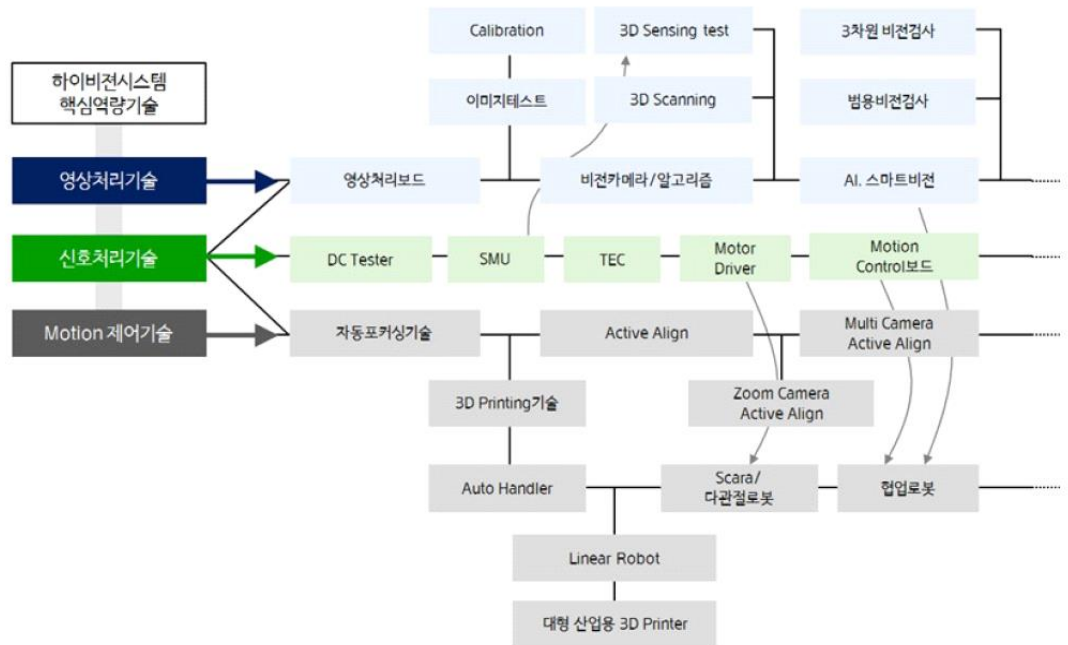 Calibration
3D Sensing test
3차원 비전검사
하이비젼시스템
핵심역량기술
이미지테스트
3D Scanning
범용비전검사
영상처리기술
영상처리보드
비전카메라/알고리즘
AI. 스마트비전
신호처리기술
DC Tester
SMU
TEC
Motor
Driver
Motion
Control보드
Motion 제어기술
자동포커싱기술
Active Align
Multi Camera
Active Align
3D Printing기술
Zoom Camera
Active Align
Auto Handler
Scara/
다관절로봇
협업로봇
Linear Robot
대형 산업용 3D Printer